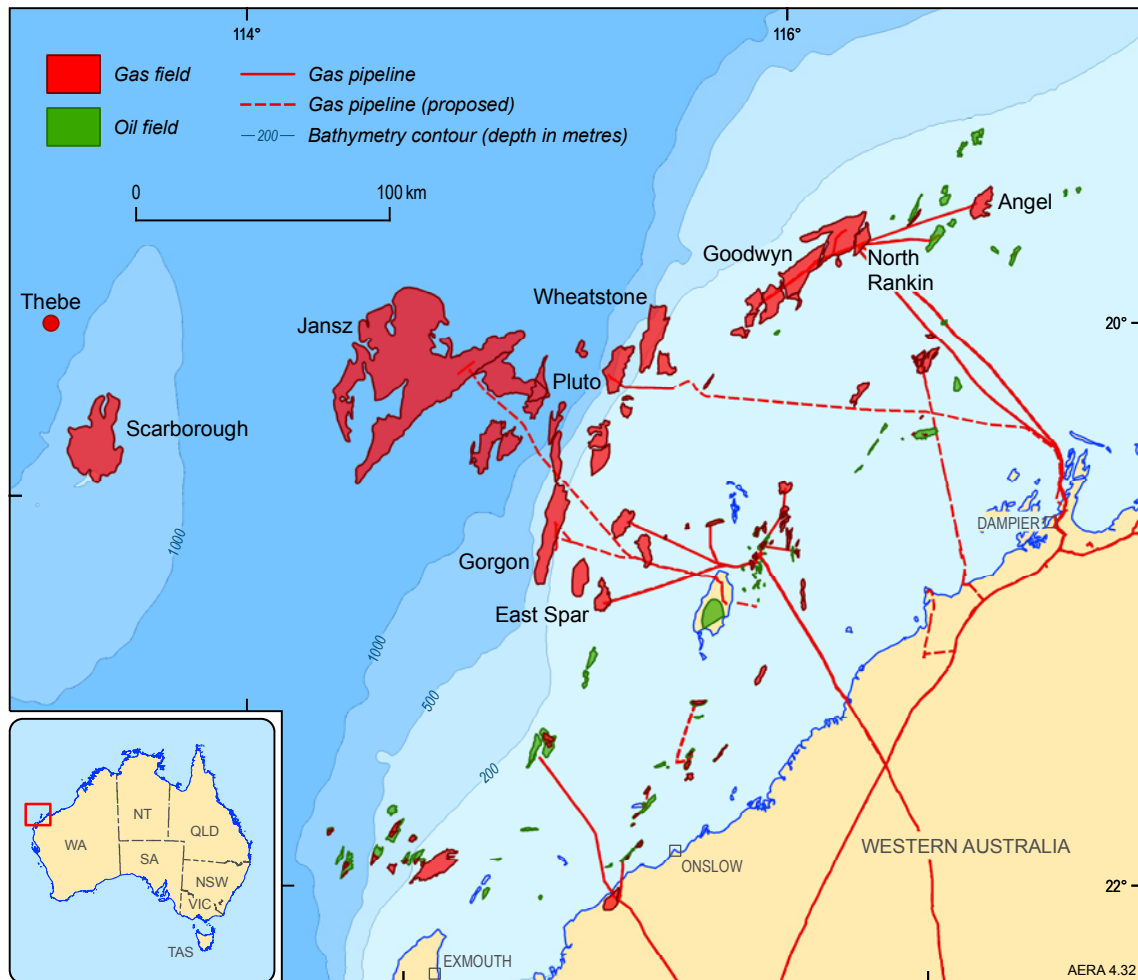 114°
116°
Gas field
Gas pipeline
Gas pipeline (proposed)
Oil field
200
Bathymetry contour (depth in metres)
0
100 km
Angel
Goodwyn
North
Rankin
Thebe
Wheatstone
Jansz
20°
Pluto
Scarborough
1000
DAMPIER
Gorgon
East Spar
1000
500
200
WESTERN AUSTRALIA
ONSLOW
22°
EXMOUTH
NT
QLD
WA
SA
NSW
VIC
TAS
AERA 4.32